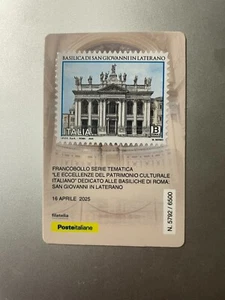 BASILICA DI SAN GIOVANNI IN LATERANO
ITALIA
B
FRANCOBOLLO SERIE TEMATICA
"LE ECCELLENZE DEL PATRIMONIO CULTURALE
ITALIANO" DEDICATO ALLE BASILICHE DI ROMA:
SAN GIOVANNI IN LATERANO
16 APRILE 2025
filatelia
Posteitaliane
N. 5792 / 6500